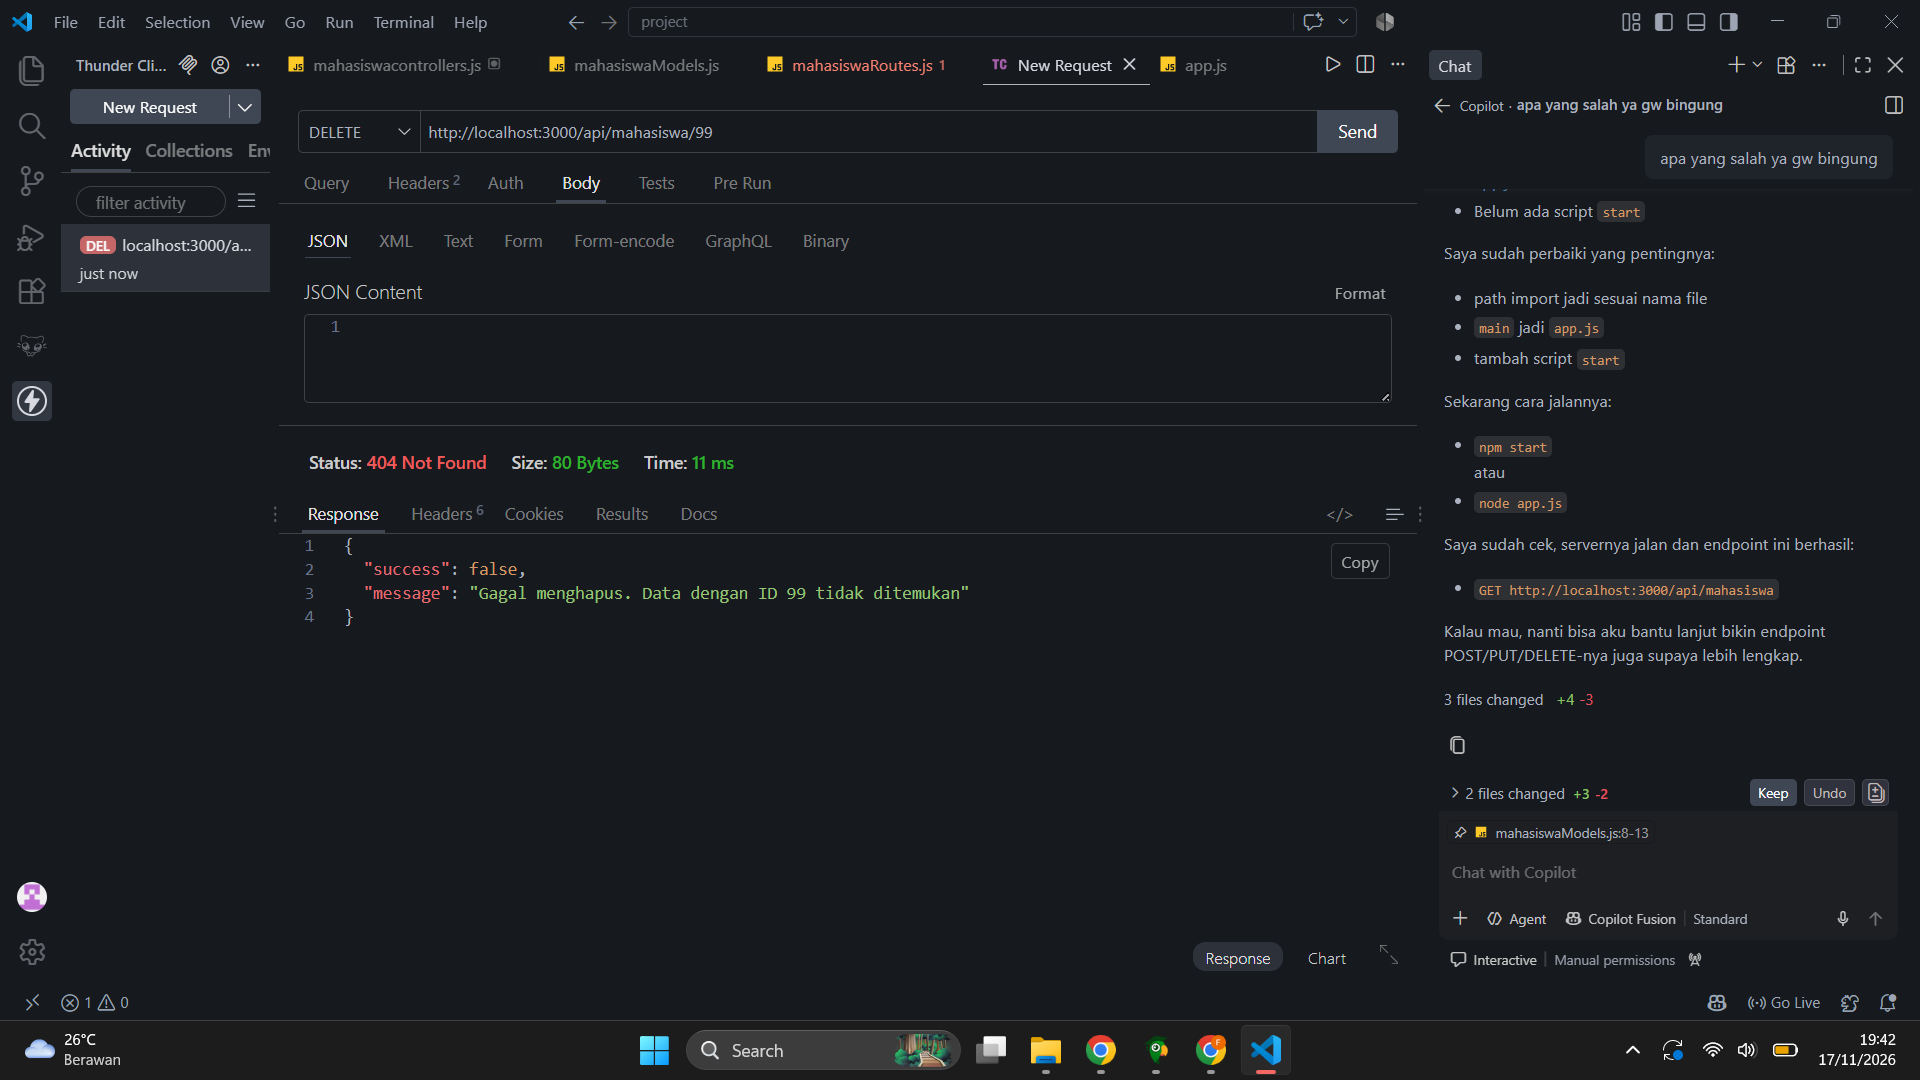 File Edit Selection View Go Run Terminal Help
project
Thunder Cli...
mahasiswacontrollers.js
mahasiswaModels.js
mahasiswaRoutes.js 1
TC New Request
app.js
Chat
New Request
Copilot · apa yang salah ya gw bingung
DELETE
http://localhost:3000/api/mahasiswa/99
Send
Activity Collections
apa yang salah ya gw bingung
Query Headers 2 Auth Body Tests Pre Run
filter activity
DEL localhost:3000/a...
just now
JSON XML Text Form Form-encode GraphQL Binary
JSON Content
Format
1
Status: 404 Not Found Size: 80 Bytes Time: 11 ms
Response Headers 6 Cookies Results Docs
</>
1 {
2 "success": false,
3 "message": "Gagal menghapus. Data dengan ID 99 tidak ditemukan"
4 }
Copy
Response Chart
• Belum ada script start
Saya sudah perbaiki yang pentingnya:
• path import jadi sesuai nama file
• main jadi app.js
• tambah script start
Sekarang cara jalannya:
• npm start
atau
• node app.js
Saya sudah cek, servernya jalan dan endpoint ini berhasil:
• GET http://localhost:3000/api/mahasiswa
Kalau mau, nanti bisa aku bantu lanjut bikin endpoint
POST/PUT/DELETE-nya juga supaya lebih lengkap.
3 files changed +4 -3
2 files changed +3 -2
Keep Undo
mahasiswaModels.js:8-13
Chat with Copilot
Agent Copilot Fusion Standard
Interactive Manual permissions
1 0
Go Live
26°C
Berawan
Search
19:42
17/11/2026